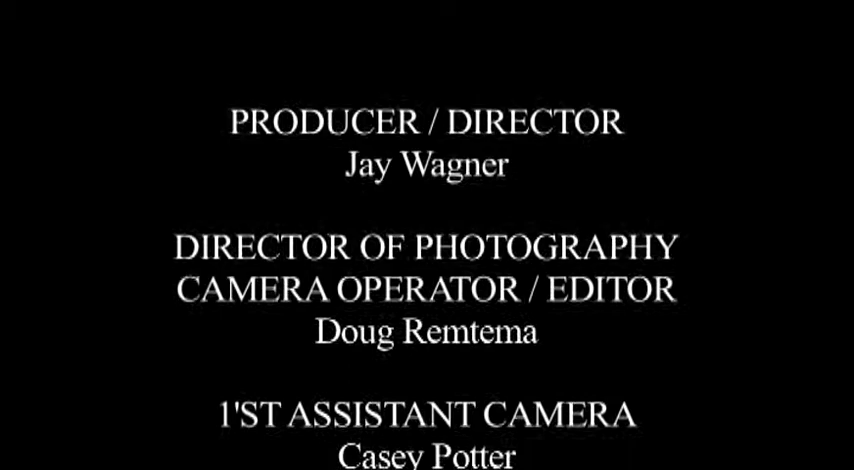 PRODUCER / DIRECTOR
Jay Wagner
DIRECTOR OF PHOTOGRAPHY
CAMERA OPERATOR / EDITOR
Doug Remtema
1'ST ASSISTANT CAMERA
Casey Potter